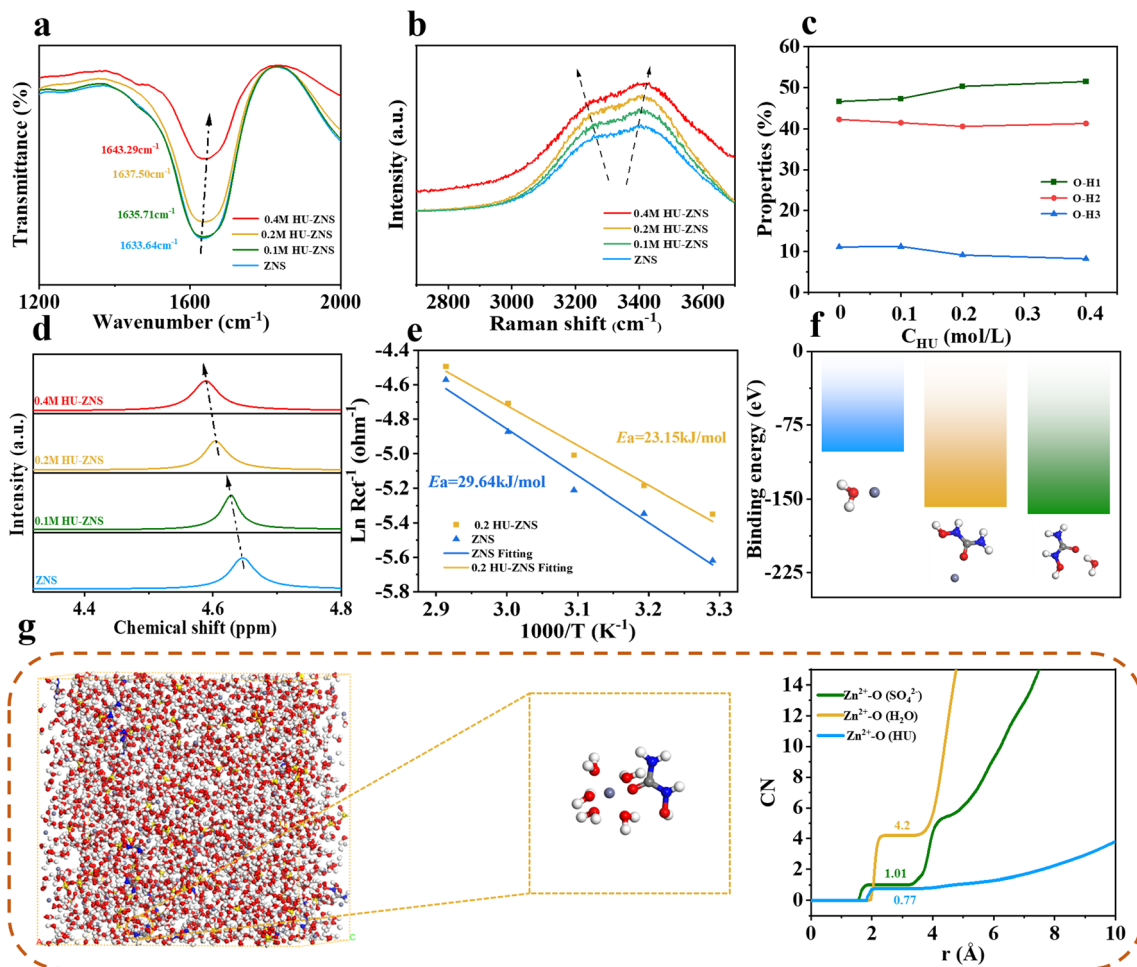 a
Transmittance (%)
1643.29cm⁻¹
1637.50cm⁻¹
1635.71cm⁻¹
1633.64cm⁻¹
0.4M HU-ZNS
0.2M HU-ZNS
0.1M HU-ZNS
ZNS
1200 1600 2000
Wavenumber (cm⁻¹)
b
Intensity (a.u.)
0.4M HU-ZNS
0.2M HU-ZNS
0.1M HU-ZNS
ZNS
3000 3200 3400 3600
Raman shift (cm⁻¹)
c
Properties (%)
60
50
40
30
20
10
0
O-H1
O-H2
O-H3
0 0.1 0.2 0.3 0.4
C_HU (mol/L)
d
Intensity (a.u.)
0.4M HU-ZNS
0.2M HU-ZNS
0.1M HU-ZNS
ZNS
4.4 4.6 4.8
Chemical shift (ppm)
e
Ln Rct⁻¹ (ohm⁻¹)
-4.4
-4.6
-4.8
-5.0
-5.2
-5.4
-5.6
-5.8
Ea=23.15kJ/mol
Ea=29.64kJ/mol
0.2 HU-ZNS
ZNS
ZNS Fitting
0.2 HU-ZNS Fitting
2.9 3.0 3.1 3.2 3.3
1000/T (K⁻¹)
f
Binding energy (eV)
0
-75
-150
-225
g
A
C
CN
14
12
10
8
6
4
2
0
Zn²⁺-O (SO₄²⁻)
Zn²⁺-O (H₂O)
Zn²⁺-O (HU)
4.2
1.01
0.77
0 2 4 6 8 10
r (Å)